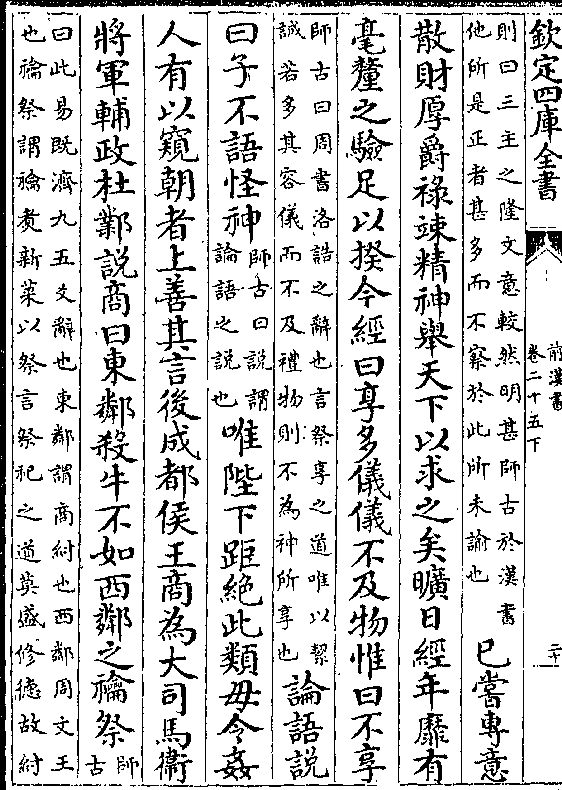 欽定四庫全書
前漢書
卷二十五下
二十
則曰三主之隆文意較然明甚師古於漢書
他所是正者甚多而不察於此所未諭也
已嘗專意
散財厚爵祿竦精神舉天下以求之矣曠日經年靡有
毫釐之驗足以揆今經曰享多儀儀不及物惟曰不享
師古曰周書洛誥之辭也言祭享之道唯以絜
誠若多其容儀而不及禮物則不為神所享也
論語說
曰子不語怪神
師古曰說謂
論語之說也
唯陛下距絶此類毋令姦
人有以窺朝者上善其言後成都侯王商為大司馬衞
將軍輔政杜鄴說商曰東鄰殺牛不如西鄰之禴祭
師
古
曰此易既濟九五爻辭也東鄰謂商紂也西鄰周文王
也禴祭謂禴煑新菜以祭言祭祀之道莫盛修德故紂